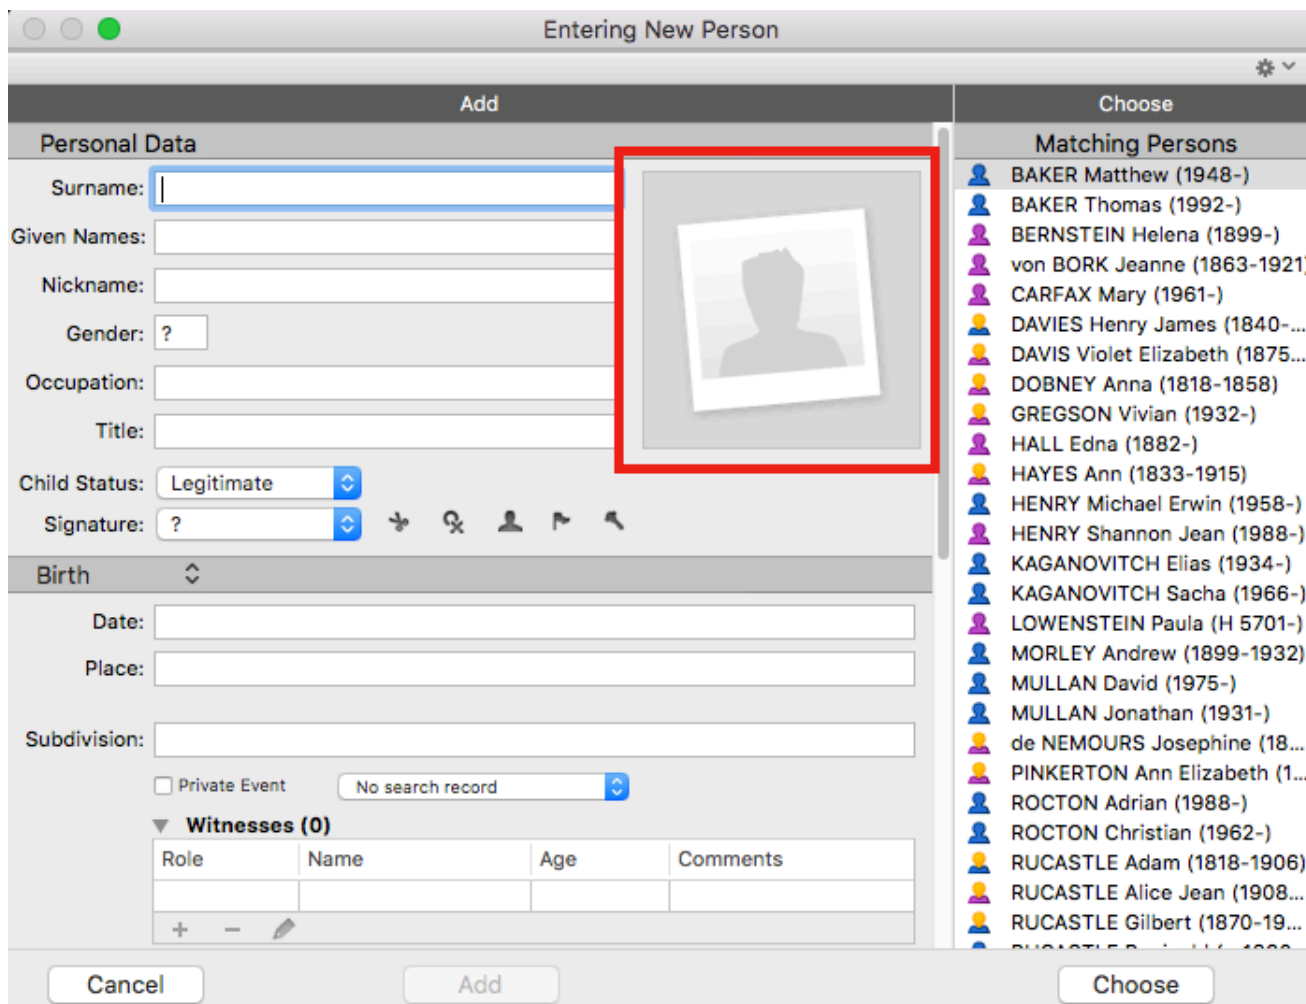 Entering New Person
Add
Choose
Personal Data
Matching Persons
Surname:
Given Names:
Nickname:
Gender: ?
Occupation:
Title:
Child Status: Legitimate
Signature: ?
Birth
Date:
Place:
Subdivision:
Private Event No search record
Witnesses (0)
Role Name Age Comments
BAKER Matthew (1948-)
BAKER Thomas (1992-)
BERNSTEIN Helena (1899-)
von BORK Jeanne (1863-1921)
CARFAX Mary (1961-)
DAVIES Henry James (1840-...
DAVIS Violet Elizabeth (1875...
DOBNEY Anna (1818-1858)
GREGSON Vivian (1932-)
HALL Edna (1882-)
HAYES Ann (1833-1915)
HENRY Michael Erwin (1958-)
HENRY Shannon Jean (1988-)
KAGANOVITCH Elias (1934-)
KAGANOVITCH Sacha (1966-)
LOWENSTEIN Paula (H 5701-)
MORLEY Andrew (1899-1932)
MULLAN David (1975-)
MULLAN Jonathan (1931-)
de NEMOURS Josephine (18...
PINKERTON Ann Elizabeth (1...
ROCTON Adrian (1988-)
ROCTON Christian (1962-)
RUCASTLE Adam (1818-1906)
RUCASTLE Alice Jean (1908...
RUCASTLE Gilbert (1870-19...
Cancel
Add
Choose